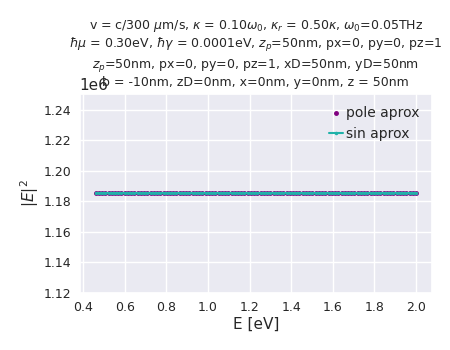 v = c/300 μm/s, κ = 0.10ω₀, κᵣ = 0.50κ, ω₀=0.05THz
ℏμ = 0.30eV, ℏγ = 0.0001eV, zₚ=50nm, px=0, py=0, pz=1
zₚ=50nm, px=0, py=0, pz=1, xD=50nm, yD=50nm
b = -10nm, zD=0nm, x=0nm, y=0nm, z = 50nm
1e6
pole aprox
sin aprox
|E|²
1.24
1.22
1.20
1.18
1.16
1.14
1.12
0.4 0.6 0.8 1.0 1.2 1.4 1.6 1.8 2.0
E [eV]